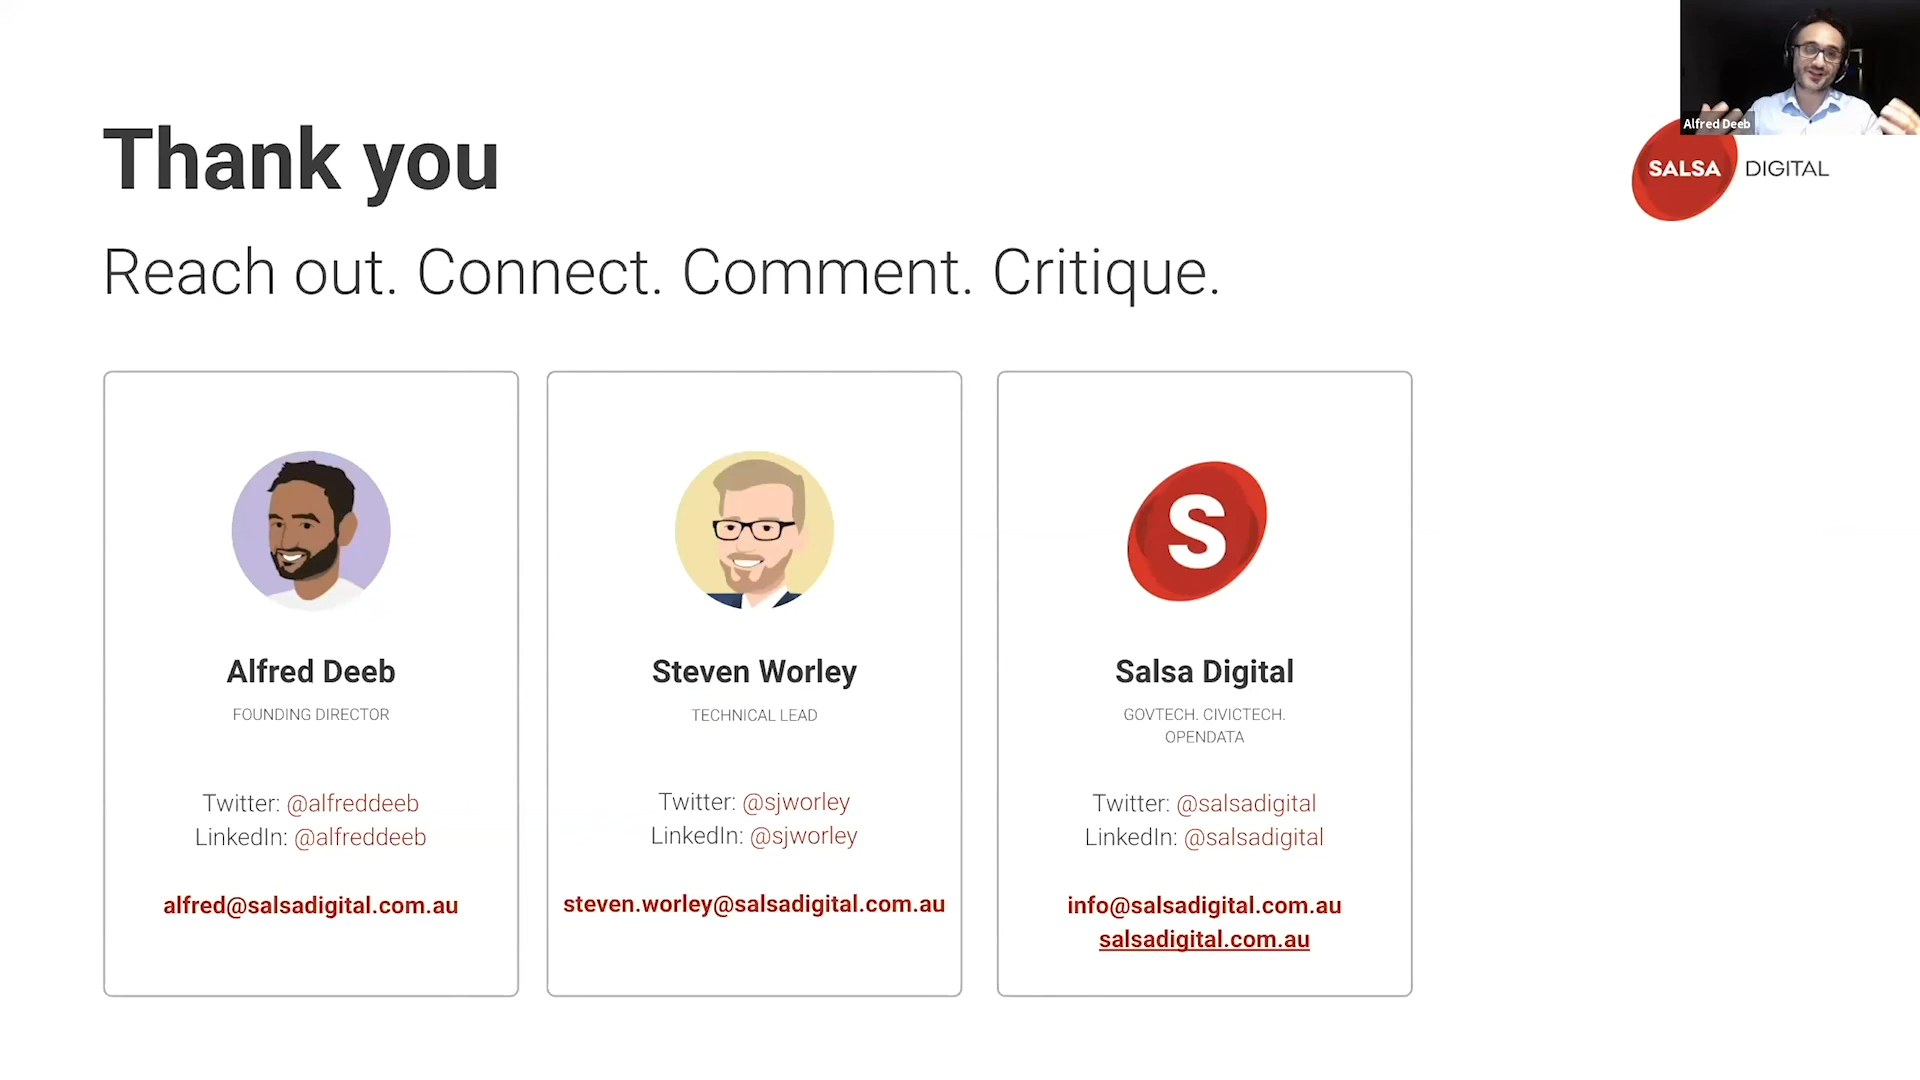 Thank you
Alfred Deeb
SALSA DIGITAL
Reach out. Connect. Comment. Critique.
S
Alfred Deeb
FOUNDING DIRECTOR
Twitter: @alfreddeeb
LinkedIn: @alfreddeeb
alfred@salsadigital.com.au
Steven Worley
TECHNICAL LEAD
Twitter: @sjworley
LinkedIn: @sjworley
steven.worley@salsadigital.com.au
Salsa Digital
GOVTECH. CIVICTECH.
OPENDATA
Twitter: @salsadigital
LinkedIn: @salsadigital
info@salsadigital.com.au
salsadigital.com.au